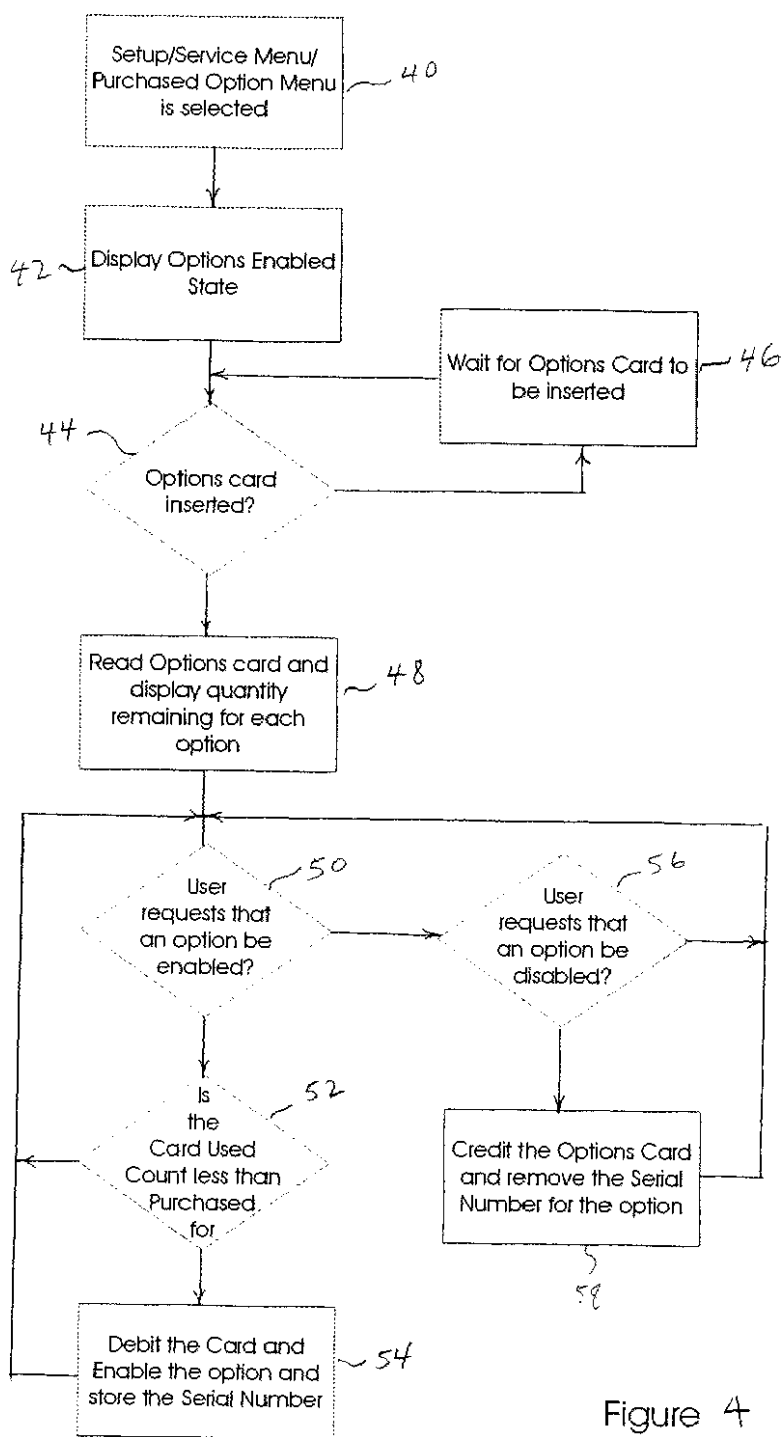 Setup/Service Menu/
Purchased Option Menu
is selected
40
42
Display Options Enabled
State
Wait for Options Card to
be inserted
46
44
Options card
inserted?
Read Options card and
display quantity
remaining for each
option
48
User
requests that
an option be
enabled?
50
User
requests that
an option be
disabled?
56
Is
the
Card Used
Count less than
Purchased
for
52
Credit the Options Card
and remove the Serial
Number for the option
58
Debit the Card and
Enable the option and
store the Serial Number
54
Figure 4